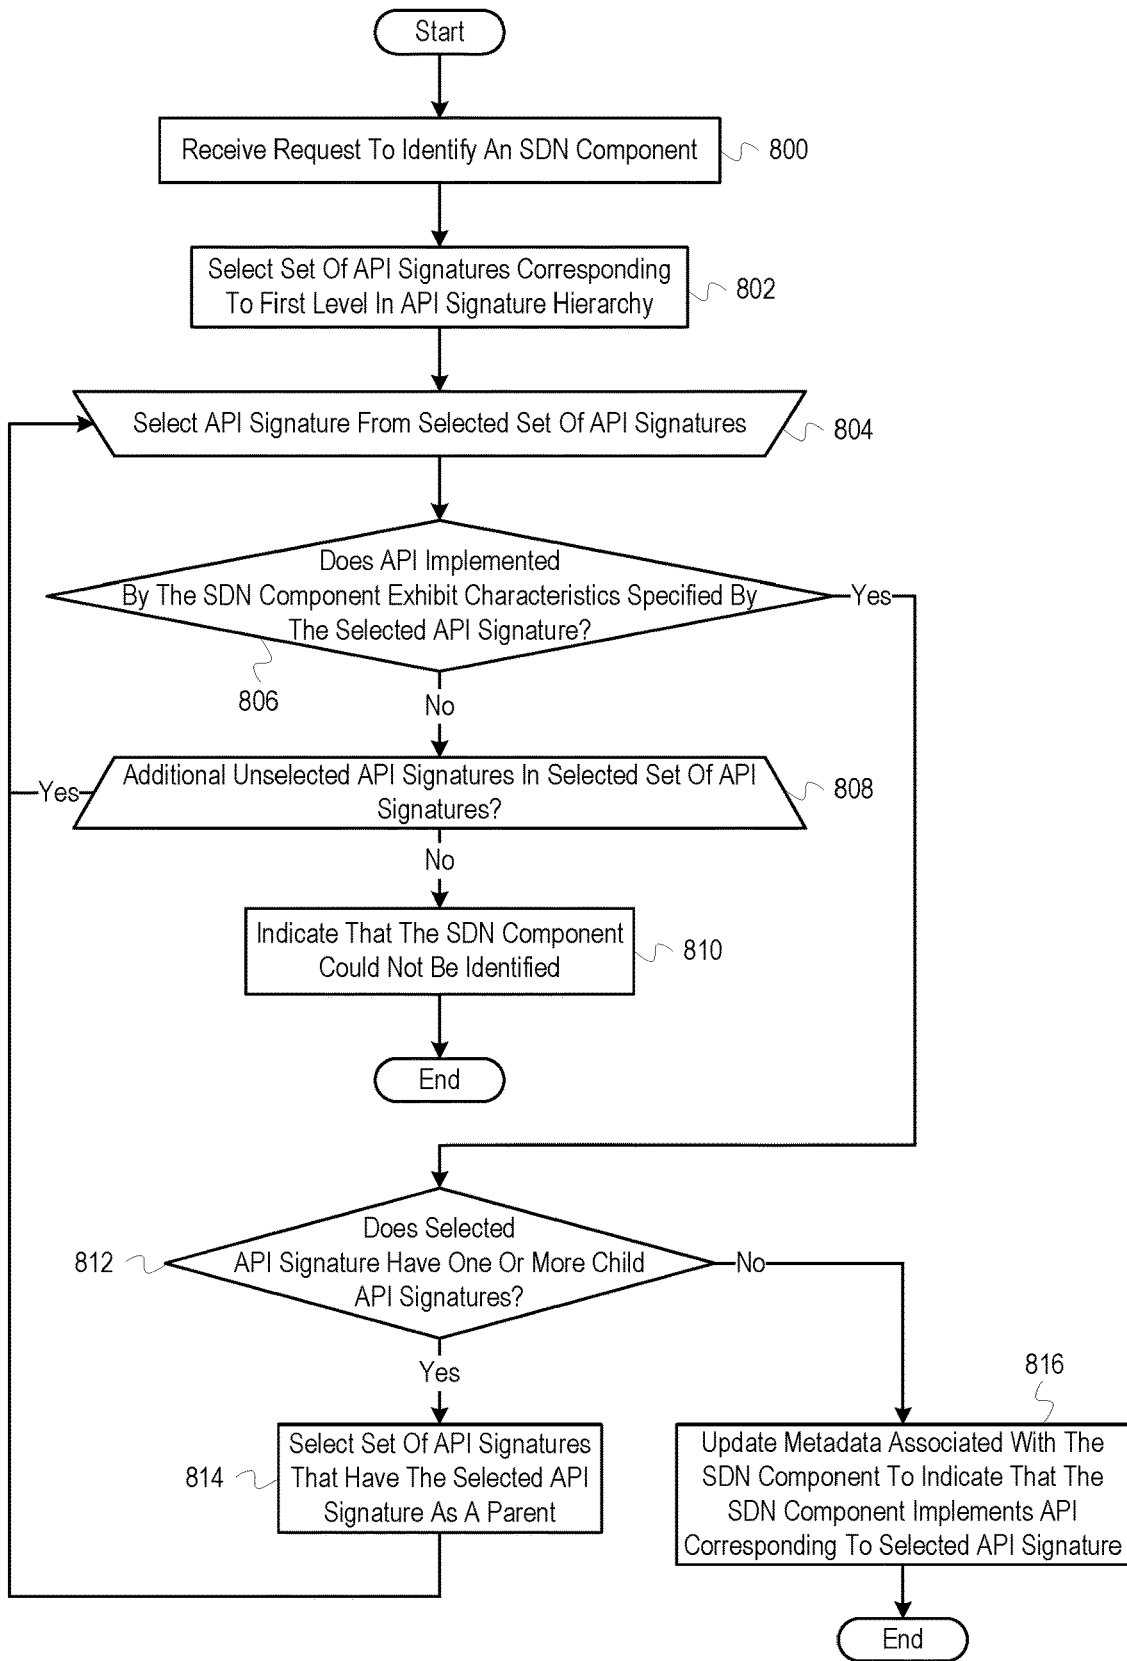 Start
Receive Request To Identify An SDN Component
800
Select Set Of API Signatures Corresponding
To First Level In API Signature Hierarchy
802
Select API Signature From Selected Set Of API Signatures
804
Does API Implemented
By The SDN Component Exhibit Characteristics Specified By
The Selected API Signature?
Yes
806
No
Additional Unselected API Signatures In Selected Set Of API
Signatures?
Yes
808
No
Indicate That The SDN Component
Could Not Be Identified
810
End
Does Selected
API Signature Have One Or More Child
API Signatures?
812
No
Yes
816
Select Set Of API Signatures
That Have The Selected API
Signature As A Parent
814
Update Metadata Associated With The
SDN Component To Indicate That The
SDN Component Implements API
Corresponding To Selected API Signature
End